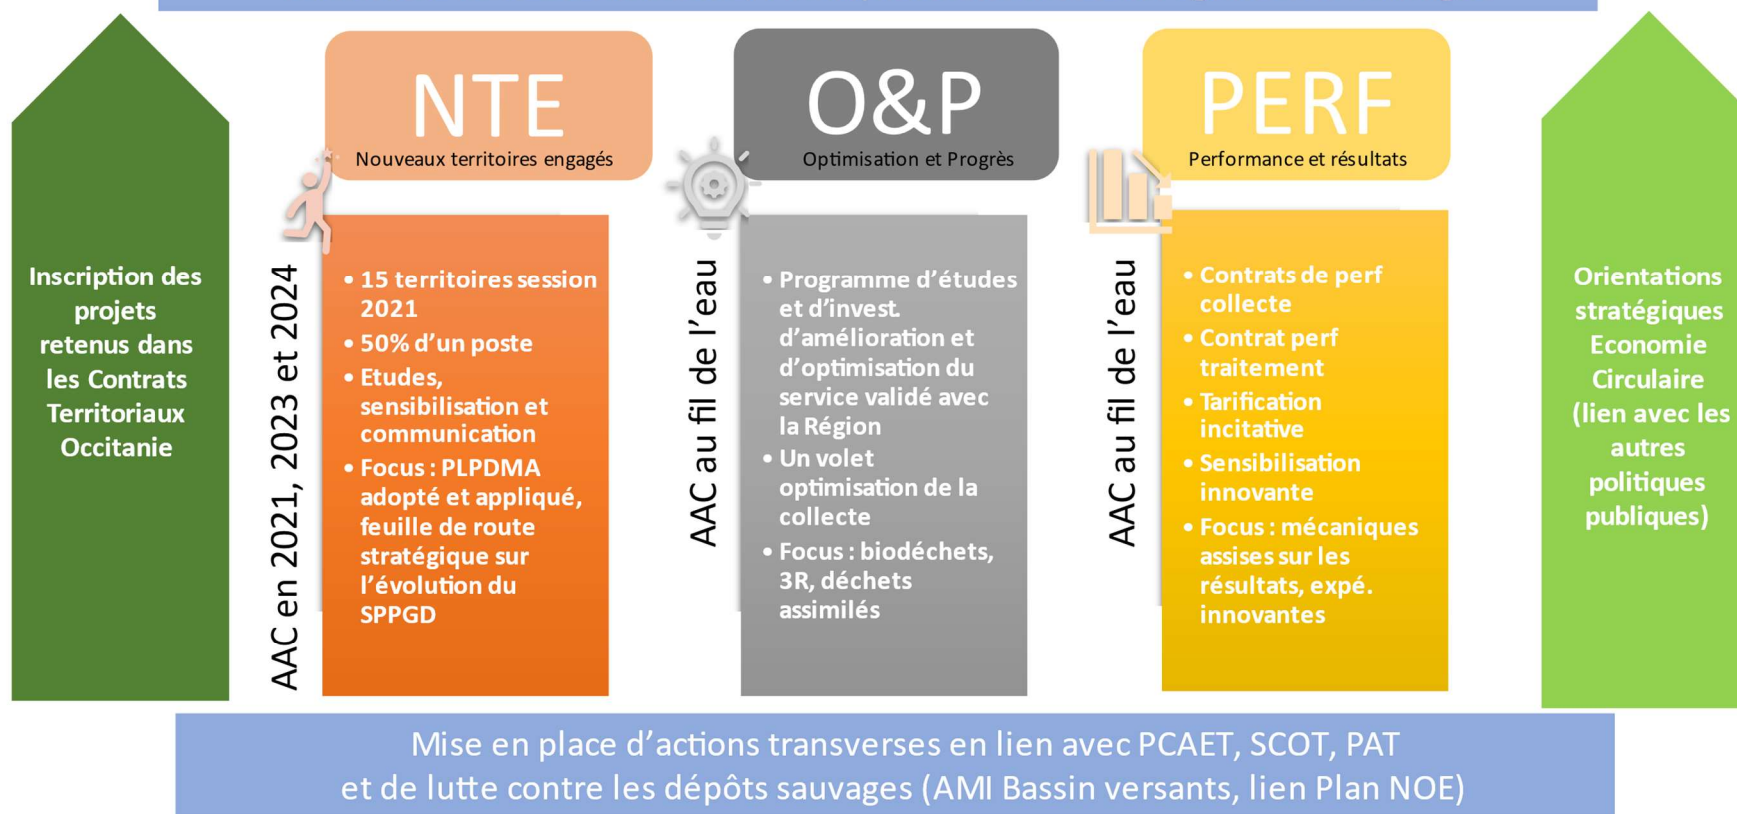 Inscription des
projets
retenus dans
les Contrats
Territoriaux
Occitanie
NTE
Nouveaux territoires engagés
AAC en 2021, 2023 et 2024
• 15 territoires session
2021
• 50% d’un poste
• Etudes,
sensibilisation et
communication
• Focus : PLPDMA
adopté et appliqué,
feuille de route
stratégique sur
l’évolution du
SPPGD
O&P
Optimisation et Progrès
AAC au fil de l’eau
• Programme d’études
et d’invest.
d’amélioration et
d’optimisation du
service validé avec
la Région
• Un volet
optimisation de la
collecte
• Focus : biodéchets,
3R, déchets
assimilés
PERF
Performance et résultats
AAC au fil de l’eau
• Contrats de perf
collecte
• Contrat perf
traitement
• Tarification
incitative
• Sensibilisation
innovante
• Focus : mécaniques
assises sur les
résultats, expé.
innovantes
Orientations
stratégiques
Economie
Circulaire
(lien avec les
autres
politiques
publiques)
Mise en place d’actions transverses en lien avec PCAET, SCOT, PAT
et de lutte contre les dépôts sauvages (AMI Bassin versants, lien Plan NOE)